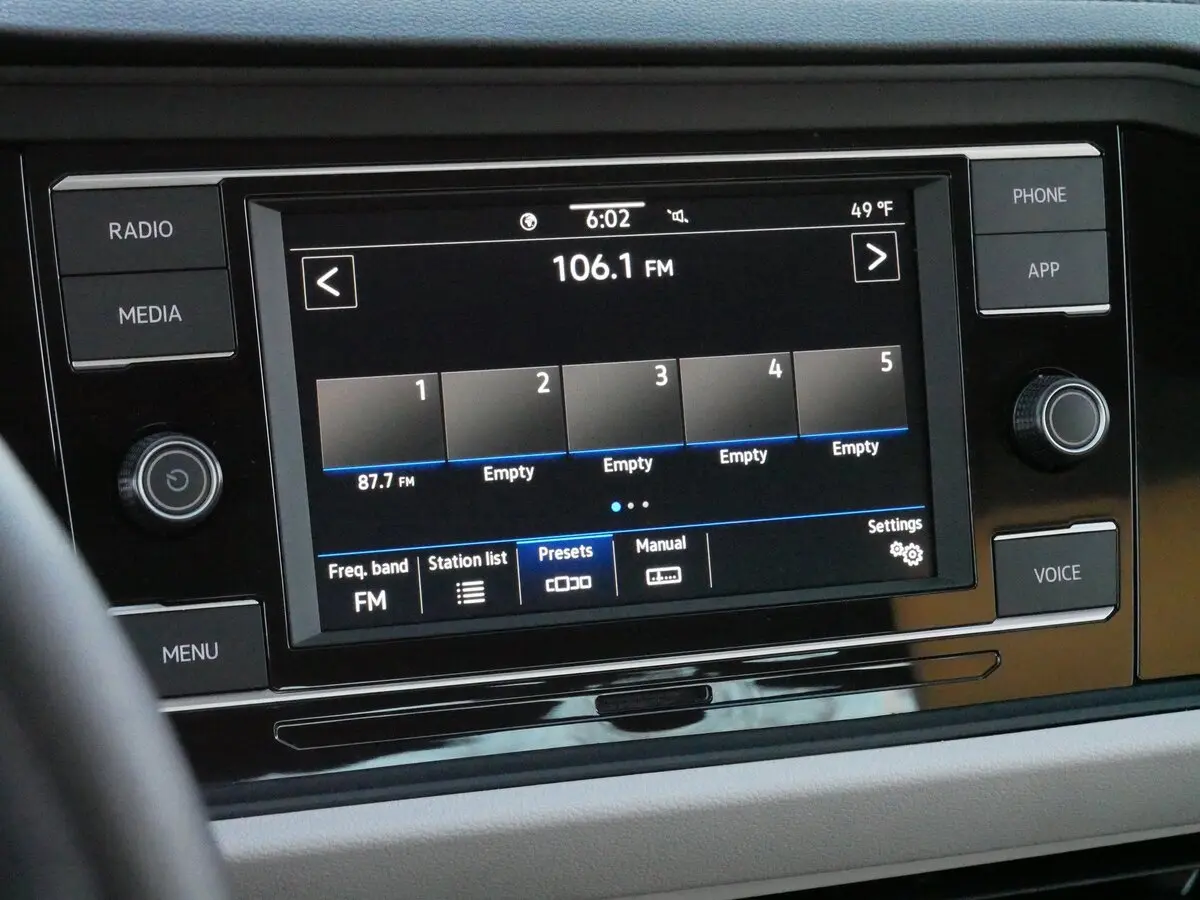 RADIO
MEDIA
MENU
6:02
49 °F
<
106.1 FM
>
1
2
3
4
5
87.7 FM
Empty
Empty
Empty
Empty
Freq. band
FM
Station list
Presets
Manual
Settings
PHONE
APP
VOICE